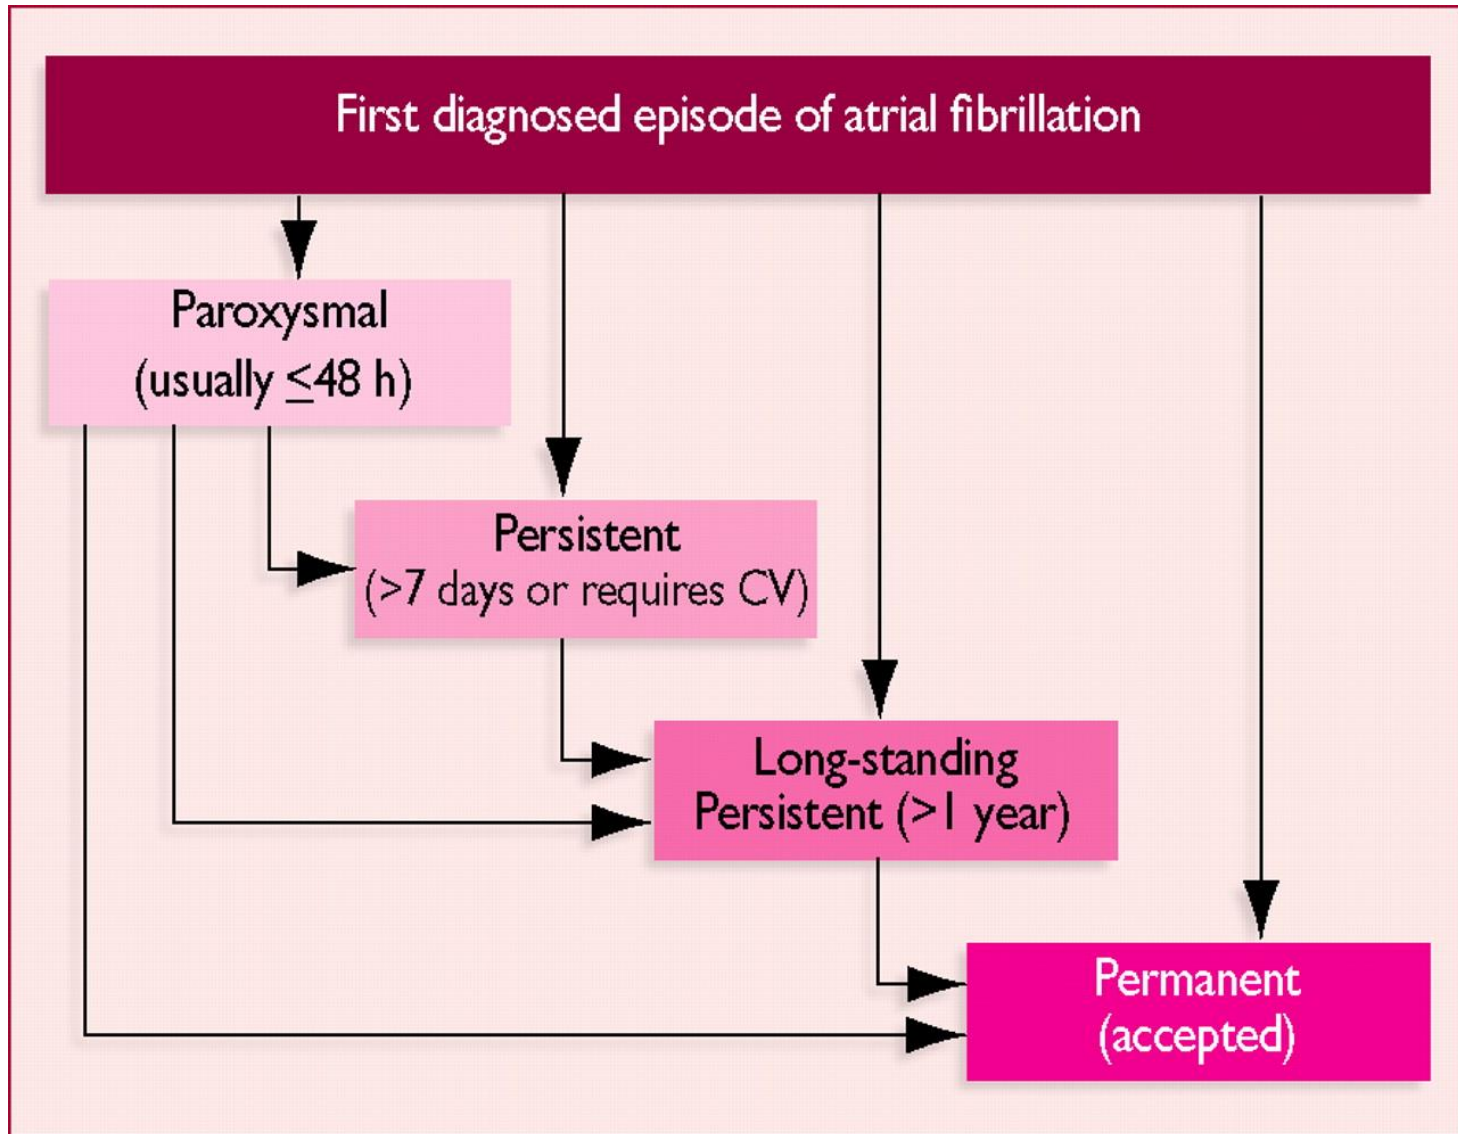 First diagnosed episode of atrial fibrillation
Paroxysmal
(usually ≤48 h)
Persistent
(>7 days or requires CV)
Long-standing
Persistent (>1 year)
Permanent
(accepted)